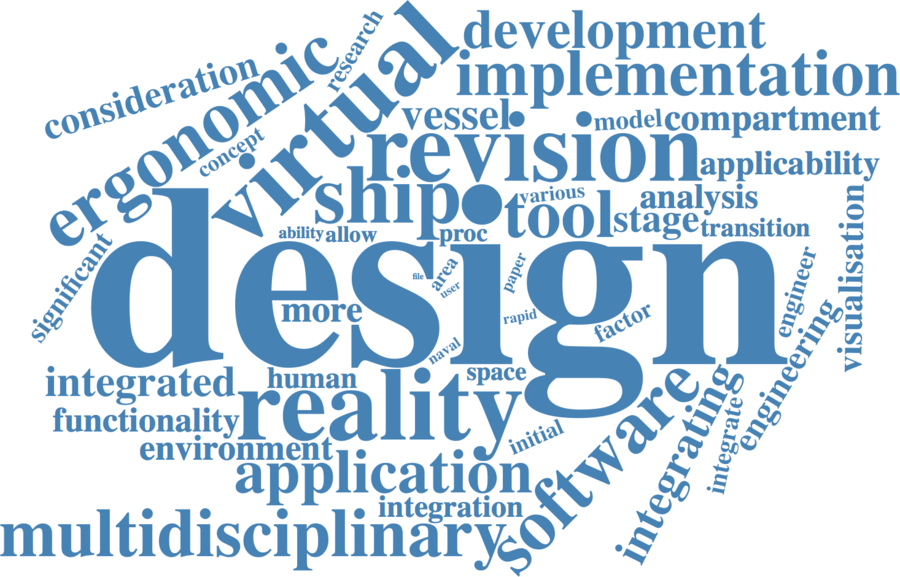 development
research
virtual
implementation
consideration
ergonomic
vessel
model
compartment
concept
revision
applicability
ship
various
analysis
tool
stage
transition
ability
allow
proc
significant
design
file
area
user
paper
more
rapid
factor
engineer
visualisation
naval
integrated
human
space
reality
functionality
engineering
environment
initial
software
integrating
integrate
application
integration
multidisciplinary